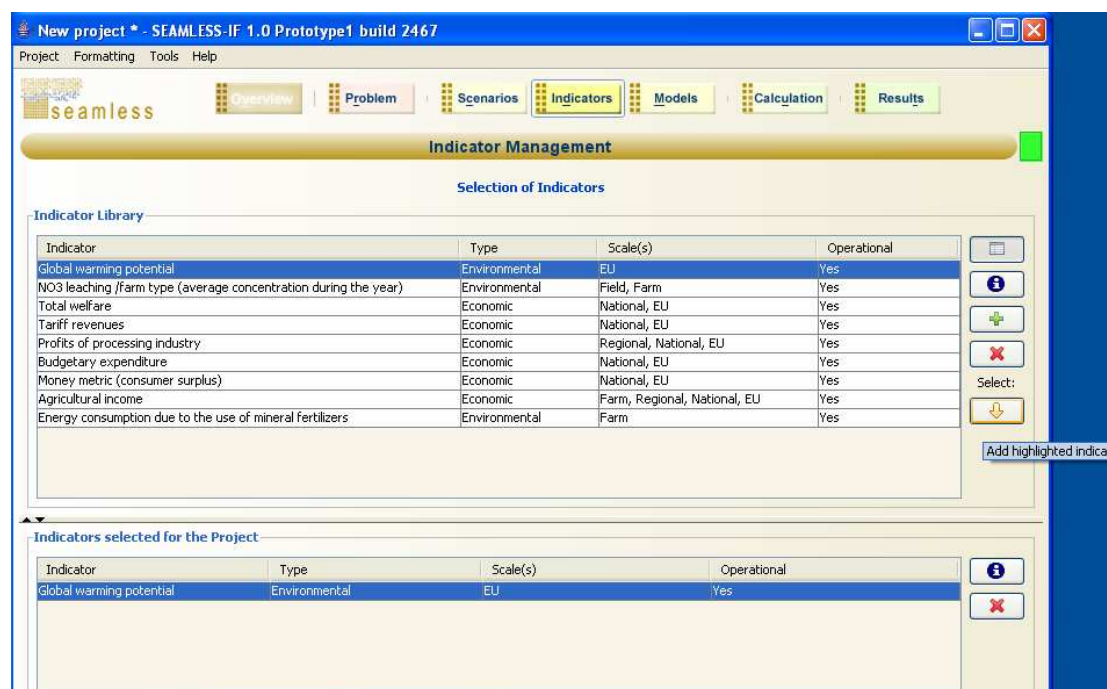 New project * - SEAMLESS-IF 1.0 Prototype1 build 2467
Project Formatting Tools Help
seamless Overview Problem Scenarios Indicators Models Calculation Results
Indicator Management
Selection of Indicators
Indicator Library
Indicator Type Scale(s) Operational
Global warming potential Environmental EU Yes
NO3 leaching /farm type (average concentration during the year) Environmental Field, Farm Yes
Total welfare Economic National, EU Yes
Tariff revenues Economic National, EU Yes
Profits of processing industry Economic Regional, National, EU Yes
Budgetary expenditure Economic National, EU Yes
Money metric (consumer surplus) Economic National, EU Yes
Agricultural income Economic Farm, Regional, National, EU Yes
Energy consumption due to the use of mineral fertilizers Environmental Farm Yes
Select:
Add highlighted indica
Indicators selected for the Project
Indicator Type Scale(s) Operational
Global warming potential Environmental EU Yes